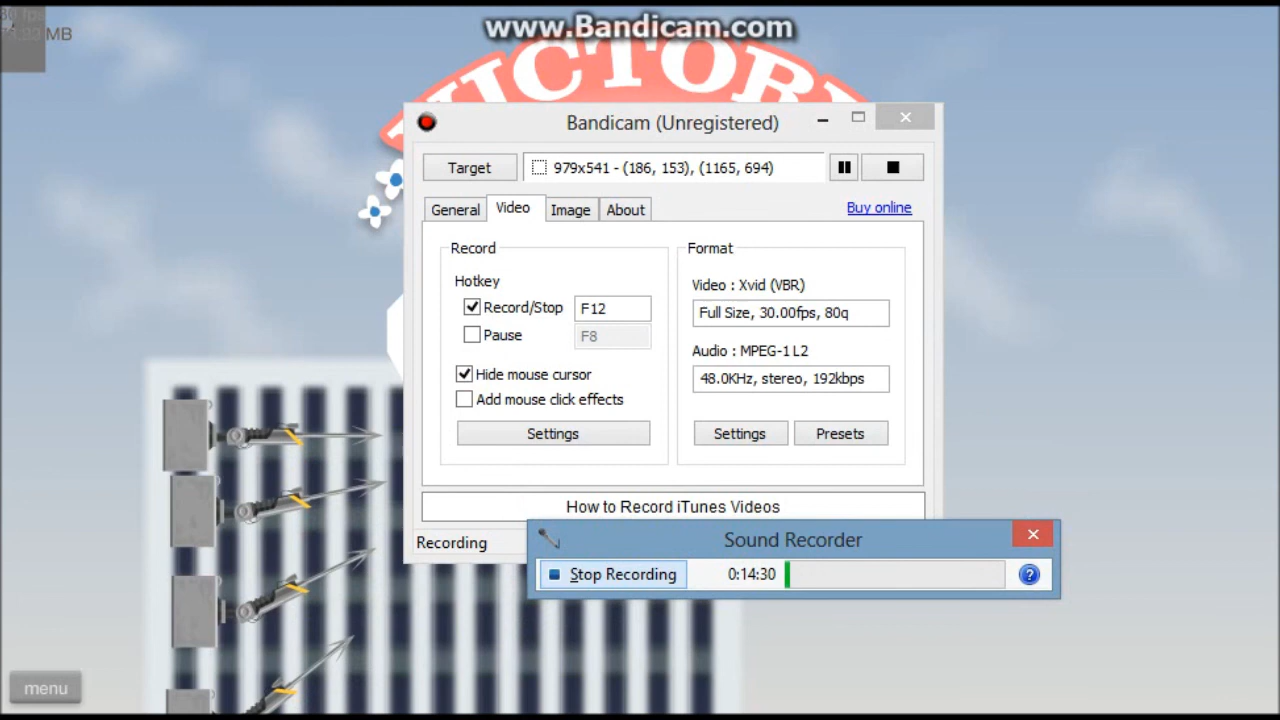 www.Bandicam.com
MB
VICTORY
Bandicam (Unregistered)
Target
979x541 - (186, 153), (1165, 694)
General
Video
Image
About
Buy online
Record
Hotkey
Record/Stop
F12
Pause
F8
Hide mouse cursor
Add mouse click effects
Settings
Format
Video : Xvid (VBR)
Full Size, 30.00fps, 80q
Audio : MPEG-1 L2
48.0KHz, stereo, 192kbps
Settings
Presets
How to Record iTunes Videos
Recording
Sound Recorder
Stop Recording
0:14:30
menu